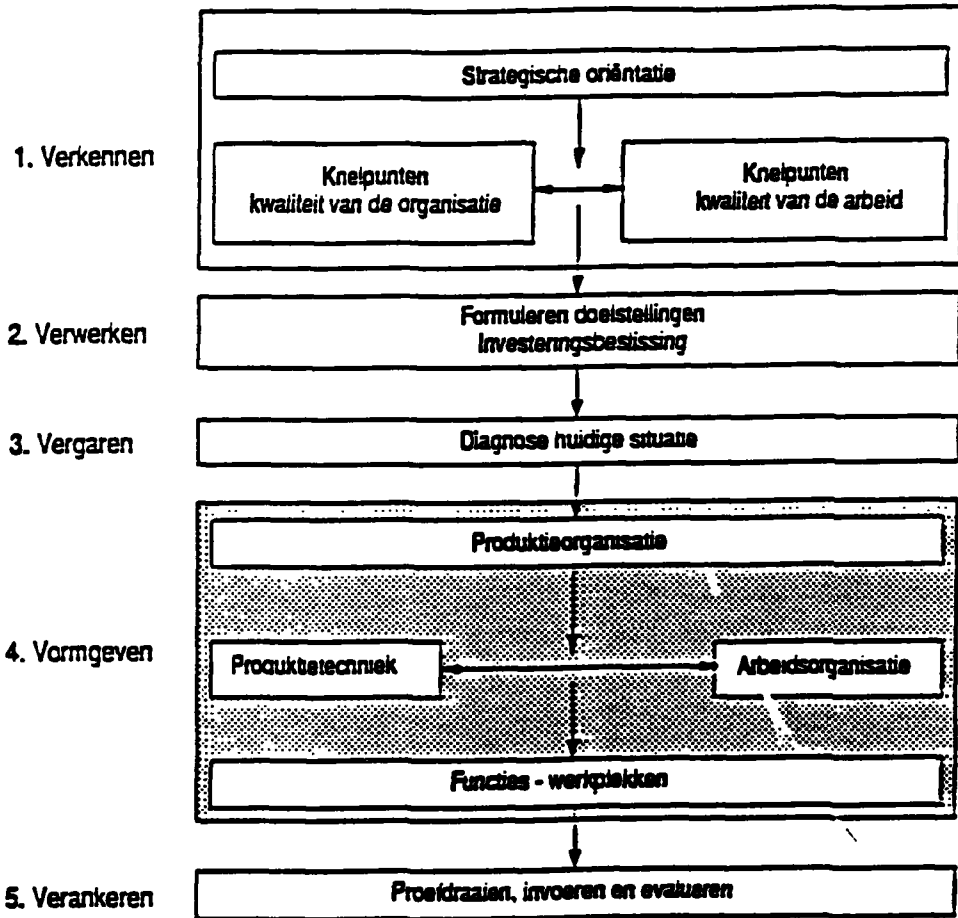 Strategische oriëntatie
1. Verkennen
Knelpunten
kwaliteit van de organisatie
Knelpunten
kwaliteit van de arbeid
2. Verwerken
Formuleren doelstellingen
Investeringsbeslissing
3. Vergaren
Diagnose huidige situatie
Produktieorganisatie
4. Vormgeven
Produktietechniek
Arbeidsorganisatie
Functies - werkplekken
5. Verankeren
Proefdraaien, invoeren en evalueren